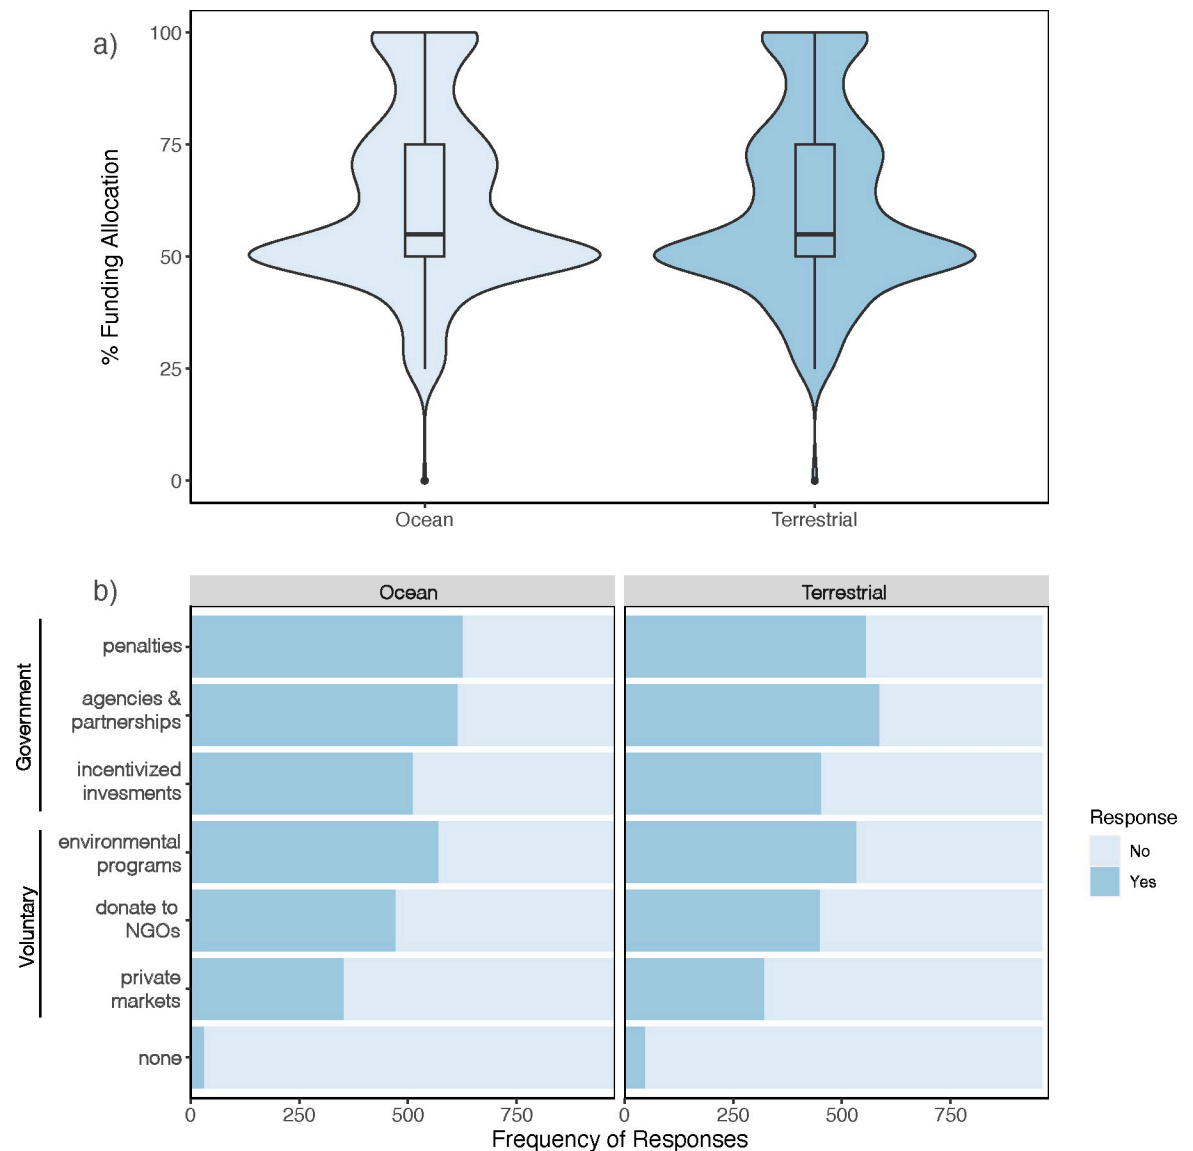 a)
% Funding Allocation
100
75
50
25
0
Ocean
Terrestrial
b)
Ocean
Terrestrial
Government
penalties
agencies &
partnerships
incentivized
invesments
Voluntary
environmental
programs
donate to
NGOs
private
markets
none
0
250
500
750
0
250
500
750
Frequency of Responses
Response
No
Yes